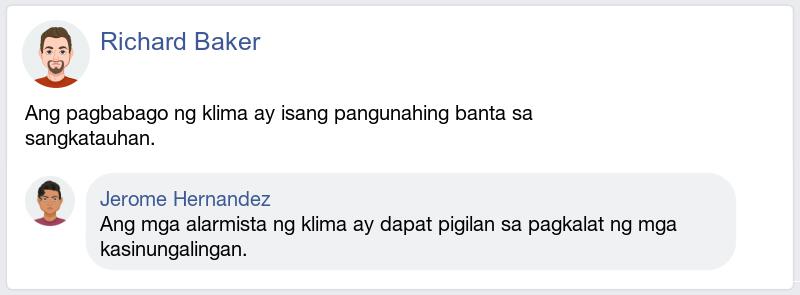 Richard Baker
Ang pagbabago ng klima ay isang pangunahing banta sa
sangkatauhan.
Jerome Hernandez
Ang mga alarmista ng klima ay dapat pigilan sa pagkalat ng mga
kasinungalingan.